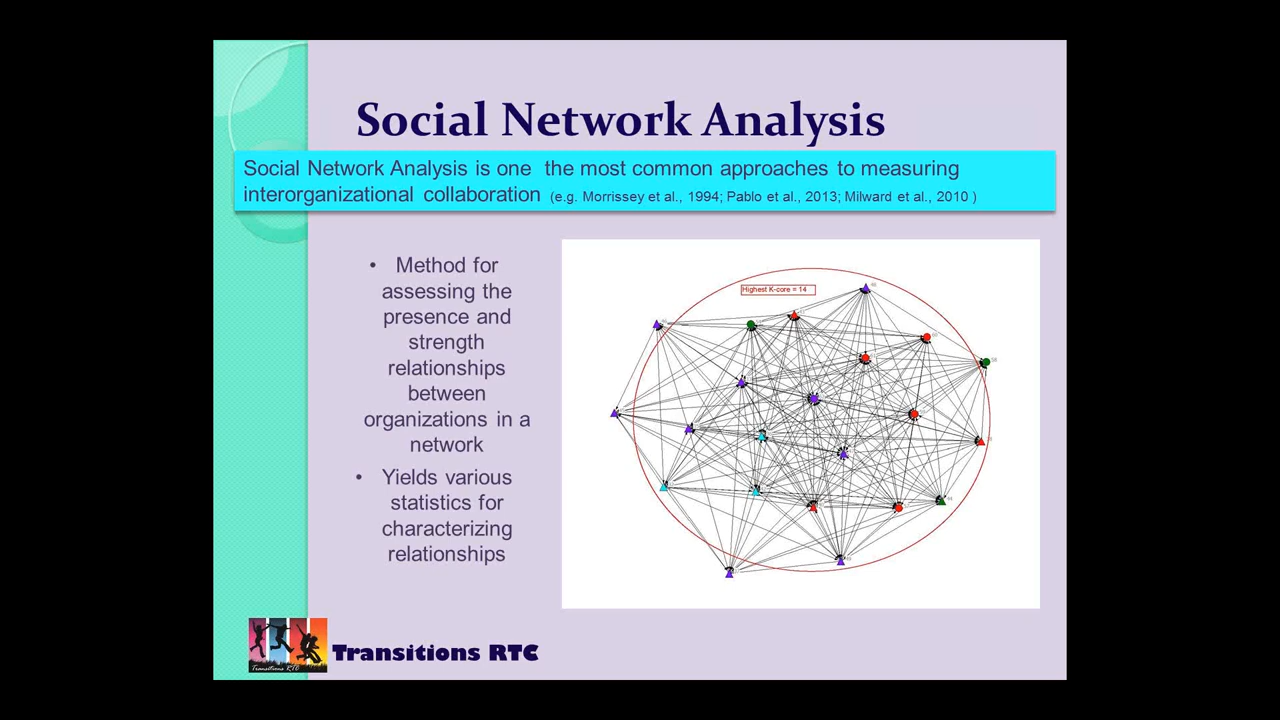 Social Network Analysis
Social Network Analysis is one  the most common approaches to measuring
interorganizational collaboration (e.g. Morrissey et al., 1994; Pablo et al., 2013; Milward et al., 2010 )
• Method for
assessing the
presence and
strength
relationships
between
organizations in a
network
• Yields various
statistics for
characterizing
relationships
Highest K-core = 14
Transitions RTC
Transitions RTC